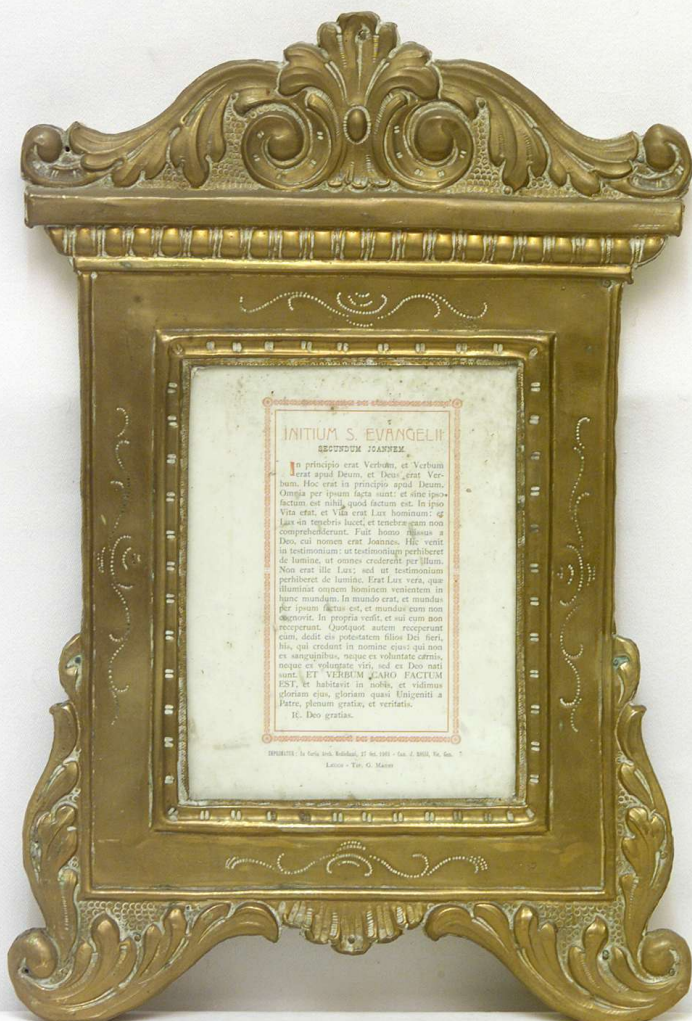 INITIUM S. EVANGELII
SECUNDUM JOANNEM.
In principio erat Verbum, et Verbum
erat apud Deum, et Deus erat Ver-
bum. Hoc erat in principio apud Deum.
Omnia per ipsum facta sunt: et sine ipso
factum est nihil, quod factum est. In ipso
Vita erat, et Vita erat Lux hominum: et
Lux in tenebris lucet, et tenebræ eam non
comprehenderunt. Fuit homo missus a
Deo, cui nomen erat Joannes. Hic venit
in testimonium: ut testimonium perhiberet
de lumine, ut omnes crederent per illum.
Non erat ille Lux; sed ut testimonium
perhiberet de lumine. Erat Lux vera, quæ
illuminat omnem hominem venientem in
hunc mundum. In mundo erat, et mundus
per ipsum factus est, et mundus eum non
cognovit. In propria venit, et sui eum non
receperunt. Quotquot autem receperunt
eum, dedit eis potestatem filios Dei fieri,
his, qui credunt in nomine ejus: qui non
ex sanguinibus, neque ex voluntate carnis,
neque ex voluntate viri, sed ex Deo nati
sunt. ET VERBUM CARO FACTUM
EST, et habitavit in nobis, et vidimus
gloriam ejus, gloriam quasi Unigeniti a
Patre, plenum gratiæ, et veritatis.
℟. Deo gratias.
IMPRIMATUR: Ex Curia Mediolani, 27
Tip. G.